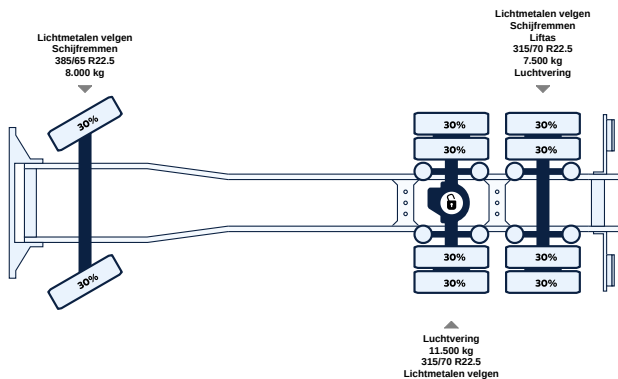 Lichtmetalen velgen
Schijfremmen
385/65 R22.5
8.000 kg
Lichtmetalen velgen
Schijfremmen
Liftas
315/70 R22.5
7.500 kg
Luchtvering
30%
30% 30%
30% 30%
30% 30%
30%
30% 30%
Luchtvering
11.500 kg
315/70 R22.5
Lichtmetalen velgen